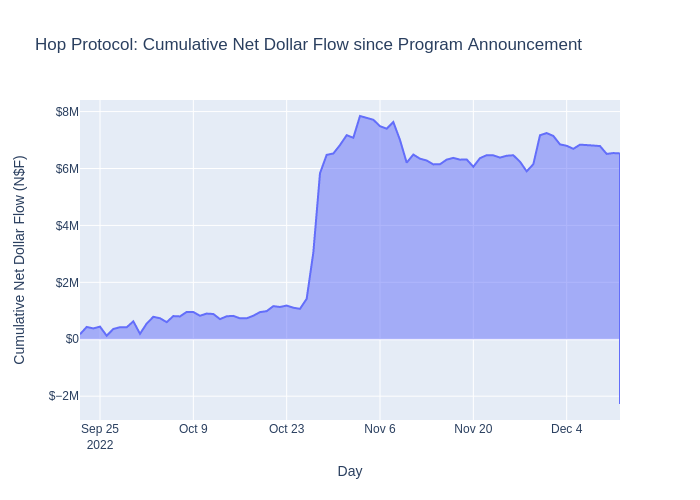 Hop Protocol: Cumulative Net Dollar Flow since Program Announcement
Cumulative Net Dollar Flow (N$F)
$8M
$6M
$4M
$2M
$0
$−2M
Sep 25
2022
Oct 9
Oct 23
Nov 6
Nov 20
Dec 4
Day